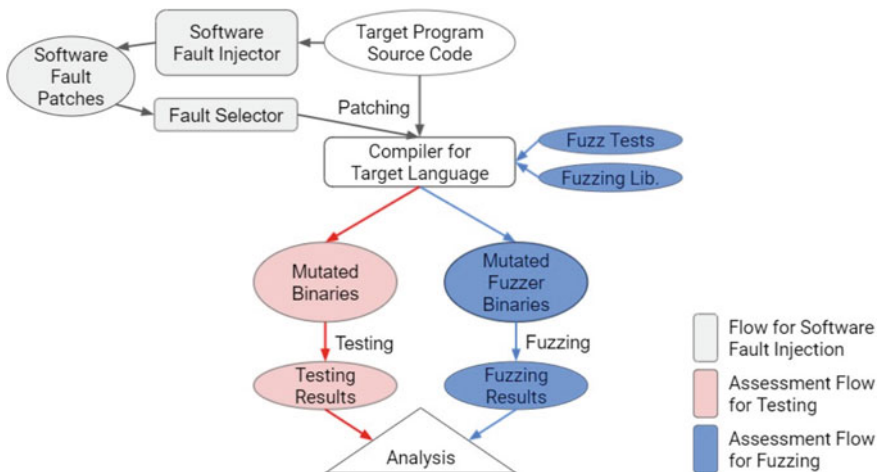 Software
Fault Injector
Target Program
Source Code
Software
Fault
Patches
Fault Selector
Patching
Compiler for
Target Language
Fuzz Tests
Fuzzing Lib.
Mutated
Binaries
Mutated
Fuzzer
Binaries
Testing
Fuzzing
Testing
Results
Fuzzing
Results
Analysis
Flow for Software
Fault Injection
Assessment Flow
for Testing
Assessment Flow
for Fuzzing